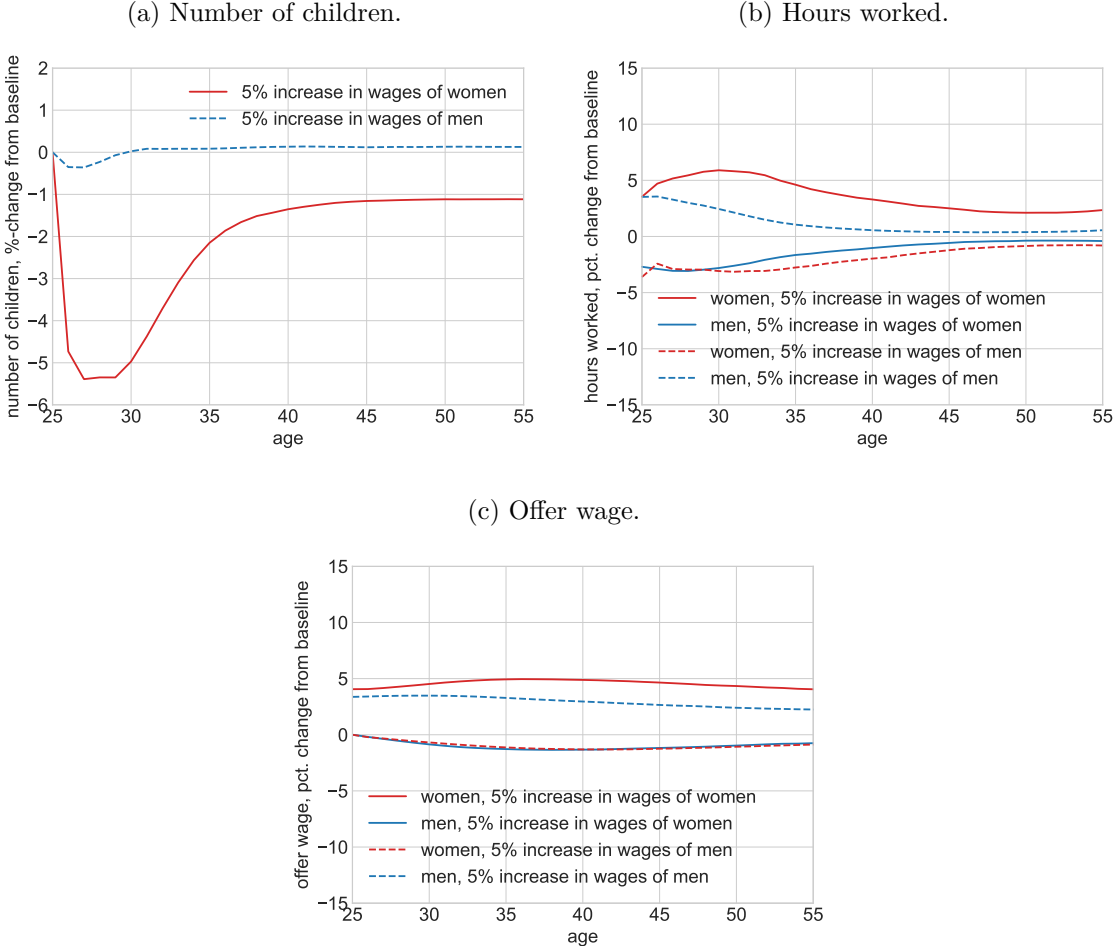 (a) Number of children.
number of children, %-change from baseline
2
1
0
−1
−2
−3
−4
−5
−6
5% increase in wages of women
5% increase in wages of men
25 30 35 40 45 50 55
age
(b) Hours worked.
hours worked, pct. change from baseline
15
10
5
0
−5
−10
−15
women, 5% increase in wages of women
men, 5% increase in wages of women
women, 5% increase in wages of men
men, 5% increase in wages of men
25 30 35 40 45 50 55
age
(c) Offer wage.
offer wage, pct. change from baseline
15
10
5
0
−5
−10
−15
women, 5% increase in wages of women
men, 5% increase in wages of women
women, 5% increase in wages of men
men, 5% increase in wages of men
25 30 35 40 45 50 55
age